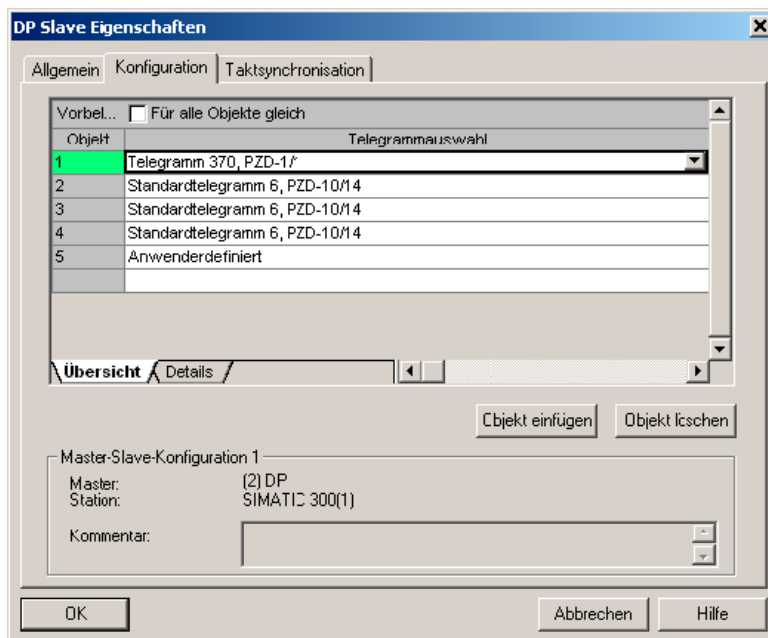 DP Slave Eigenschaften
Allgemein Konfiguration Taktsynchronisation
Vorbel... Für alle Objekte gleich
Objekt Telegrammauswahl
1 Telegramm 370, PZD-1/1
2 Standardtelegramm 6, PZD-10/14
3 Standardtelegramm 6, PZD-10/14
4 Standardtelegramm 6, PZD-10/14
5 Anwenderdefiniert
Übersicht Details
Objekt einfügen Objekt löschen
Master-Slave-Konfiguration 1
Master: (2) DP
Station: SIMATIC 300(1)
Kommentar:
OK Abbrechen Hilfe